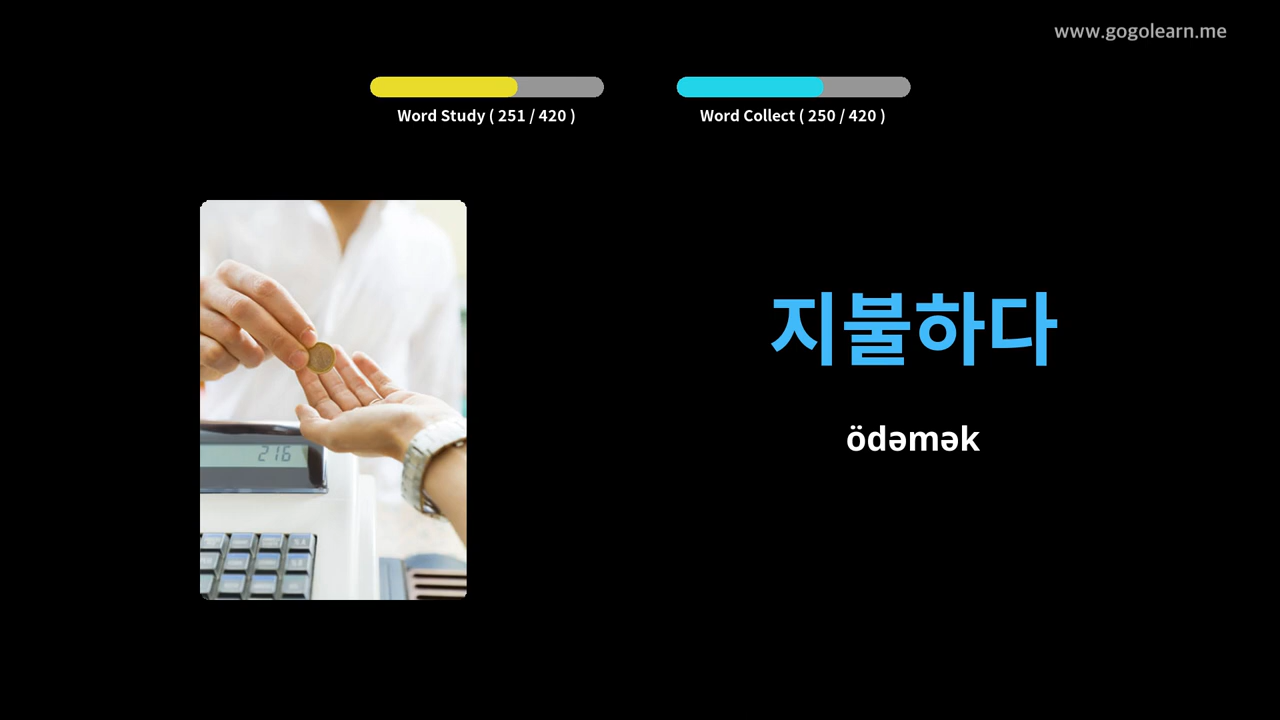 www.gogolearn.me
Word Study ( 251 / 420 )
Word Collect ( 250 / 420 )
지불하다
ödəmək
216